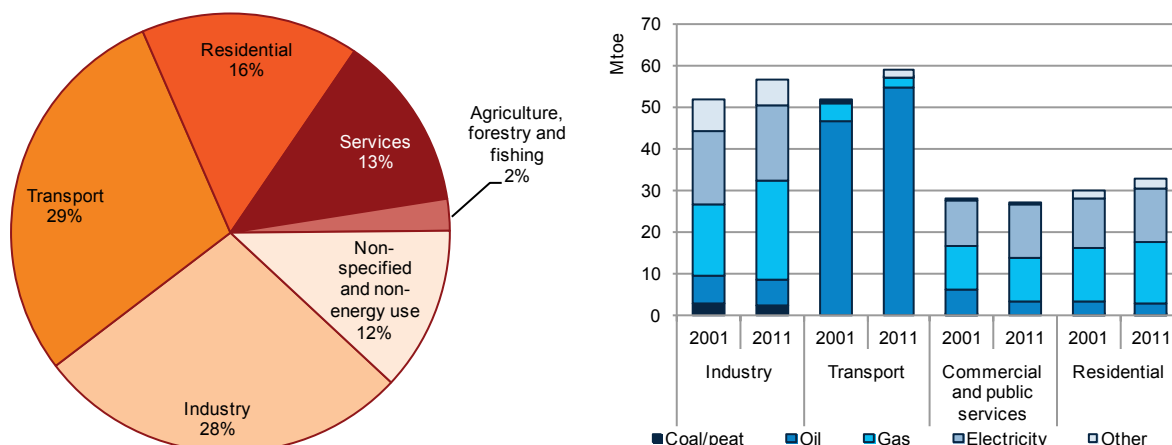 Residential
16%
Services
13%
Agriculture,
forestry and
fishing
2%
Transport
29%
Non-
specified
and non-
energy use
12%
Industry
28%
Mtoe
70
60
50
40
30
20
10
0
2001 2011 2001 2011 2001 2011 2001 2011
Industry Transport Commercial Residential
and public
services
Coal/peat Oil Gas Electricity Other